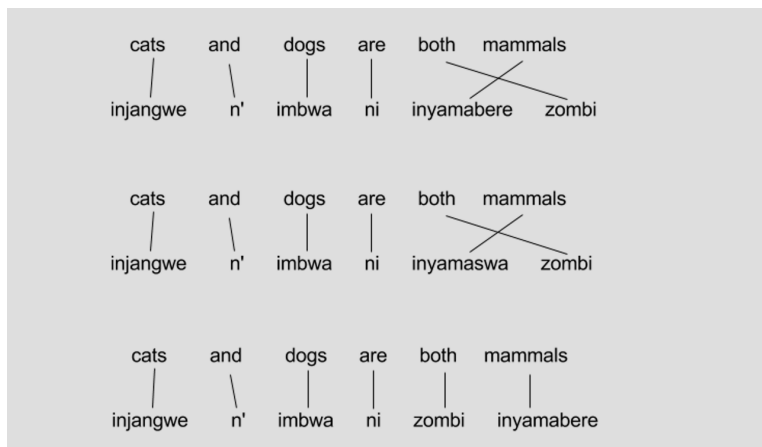 cats and dogs are both mammals
injangwe n' imbwa ni inyamabere zombi
cats and dogs are both mammals
injangwe n' imbwa ni inyamaswa zombi
cats and dogs are both mammals
injangwe n' imbwa ni zombi inyamabere